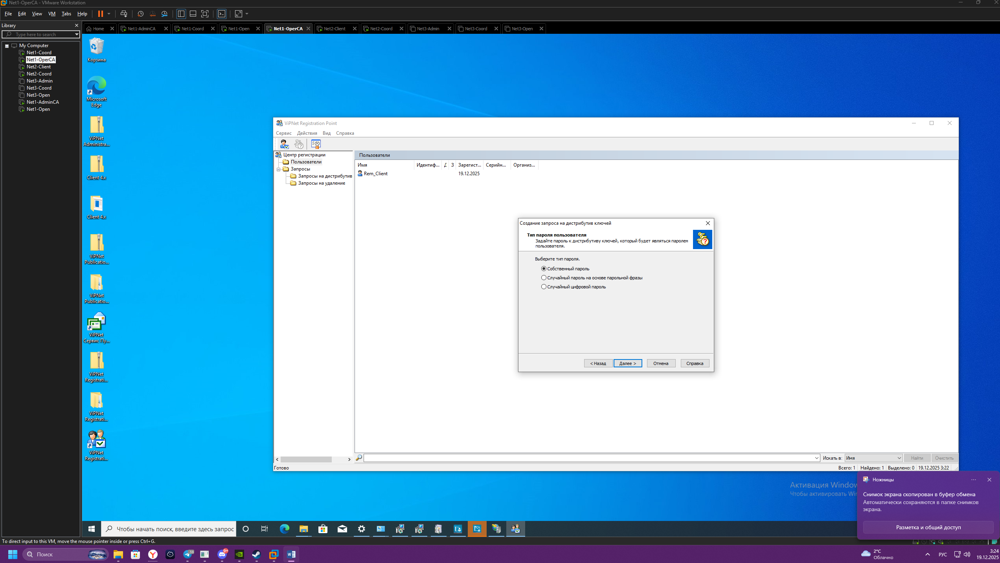 Net1-OperCA - VMware Workstation
File Edit View VM Tabs Help
Library
Type here to search
My Computer
Net1-Coord
Net1-OperCA
Net2-Client
Net2-Coord
Net3-Admin
Net3-Coord
Net3-Open
Net1-AdminCA
Net1-Open
Home Net1-AdminCA Net1-Coord Net1-Open Net1-OperCA Net2-Client Net2-Coord Net3-Admin Net3-Coord Net3-Open
Корзина
Microsoft
Edge
ViPNet
Administra...
Client 4.x
Client 4.x
ViPNet
Publicatio...
ViPNet
Publicatio...
ViPNet
Сервис Пу...
ViPNet
Registrati...
ViPNet
Registrati...
ViPNet
Registrati...
ViPNet Registration Point
Сервис Действия Вид Справка
Центр регистрации
Пользователи
Запросы
Запросы на дистрибутив
Запросы на удаление
Пользователи
Имя Идентиф... З Зарегист... Серийн... Организ...
Rem_Client 19.12.2025
Создание запроса на дистрибутив ключей
Тип пароля пользователя
Задайте пароль к дистрибутиву ключей, который будет являться паролем
пользователя.
Выберите тип пароля.
Собственный пароль
Случайный пароль на основе парольной фразы
Случайный цифровой пароль
< Назад Далее > Отмена Справка
Искать в: Имя Найти Очистить
Готово Всего: 1 Найдено: 1 Выделено: 0 19.12.2025 3:22
Активация Window
Чтобы активировать Wi
Ножницы
Снимок экрана скопирован в буфер обмена
Автоматически сохраняются в папке снимков
экрана.
Разметка и общий доступ
Чтобы начать поиск, введите здесь запрос
To direct input to this VM, move the mouse pointer inside or press Ctrl+G.
Поиск
59
9+
2°C
Облачно
РУС
3:24
19.12.2025